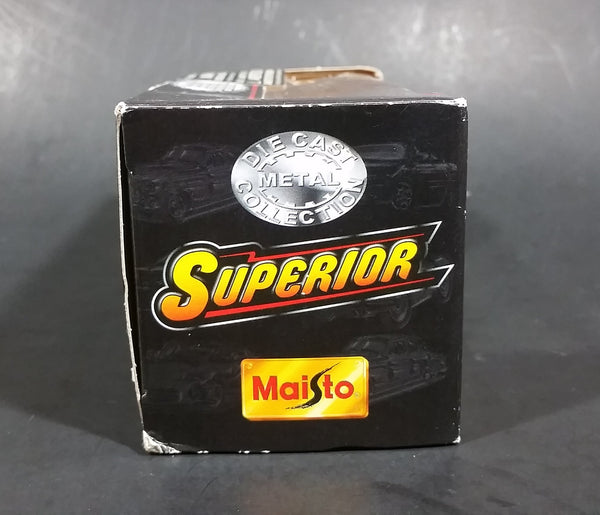 DIE CAST
METAL
COLLECTION
SUPERIOR
Maisto